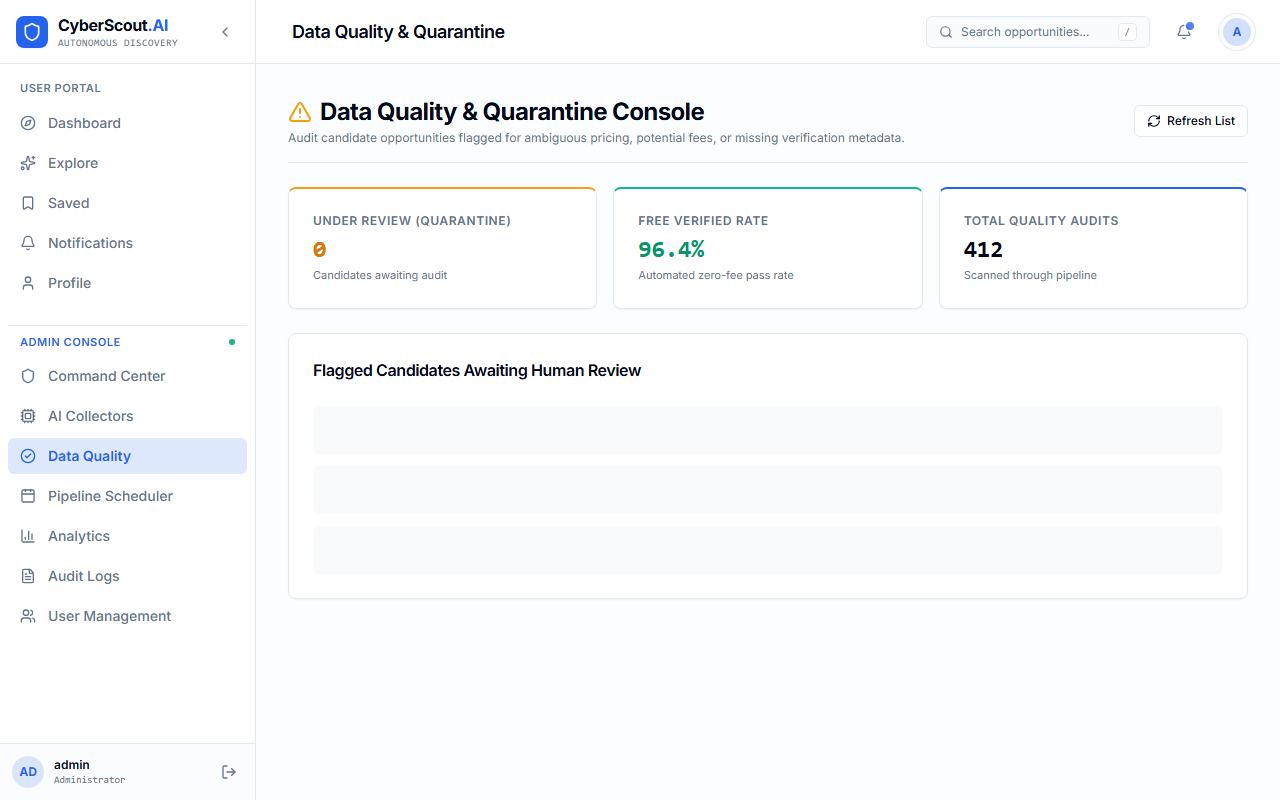 CyberScout.AI
AUTONOMOUS DISCOVERY
Data Quality & Quarantine
Search opportunities...
/
A
USER PORTAL
Dashboard
Explore
Saved
Notifications
Profile
ADMIN CONSOLE
Command Center
AI Collectors
Data Quality
Pipeline Scheduler
Analytics
Audit Logs
User Management
AD
admin
Administrator
Data Quality & Quarantine Console
Audit candidate opportunities flagged for ambiguous pricing, potential fees, or missing verification metadata.
Refresh List
UNDER REVIEW (QUARANTINE)
0
Candidates awaiting audit
FREE VERIFIED RATE
96.4%
Automated zero-fee pass rate
TOTAL QUALITY AUDITS
412
Scanned through pipeline
Flagged Candidates Awaiting Human Review